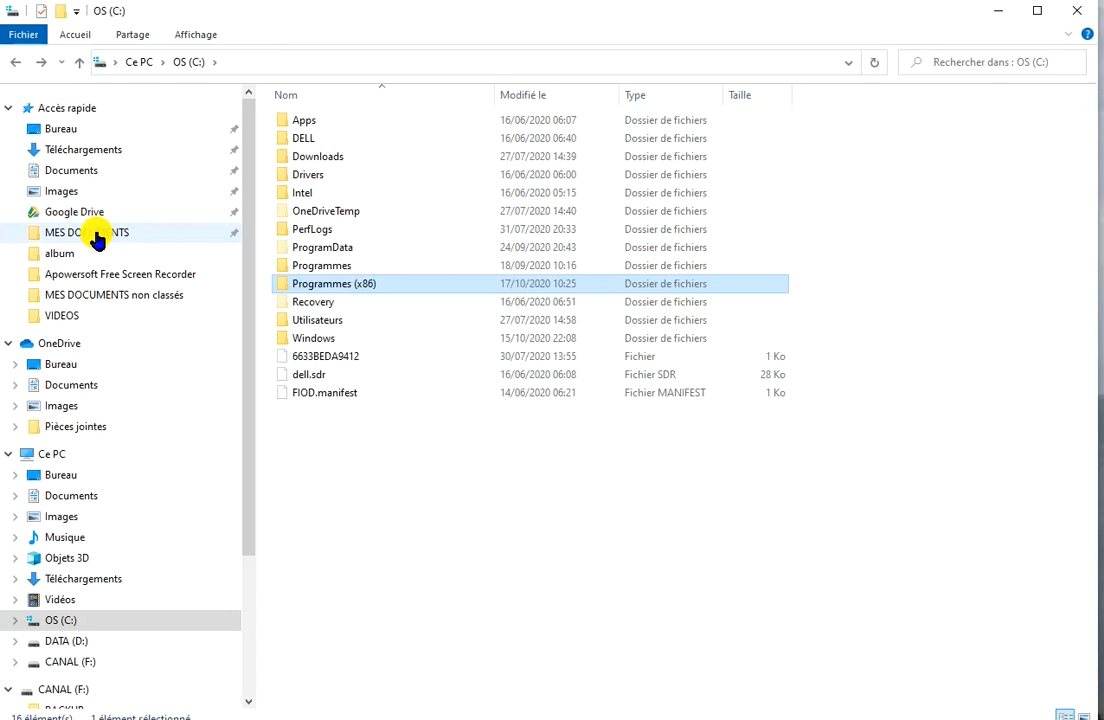 OS (C:)
Fichier Accueil Partage Affichage
Ce PC OS (C:) Rechercher dans : OS (C:)
Nom Modifié le Type Taille
Accès rapide
Bureau
Téléchargements
Documents
Images
Google Drive
MES DOCUMENTS
album
Apowersoft Free Screen Recorder
MES DOCUMENTS non classés
VIDEOS
OneDrive
Bureau
Documents
Images
Pièces jointes
Ce PC
Bureau
Documents
Images
Musique
Objets 3D
Téléchargements
Vidéos
OS (C:)
DATA (D:)
CANAL (F:)
CANAL (F:)
BACKUP
Apps 16/06/2020 06:07 Dossier de fichiers
DELL 16/06/2020 06:40 Dossier de fichiers
Downloads 27/07/2020 14:39 Dossier de fichiers
Drivers 16/06/2020 06:00 Dossier de fichiers
Intel 16/06/2020 05:15 Dossier de fichiers
OneDriveTemp 27/07/2020 14:40 Dossier de fichiers
PerfLogs 31/07/2020 20:33 Dossier de fichiers
ProgramData 24/09/2020 20:43 Dossier de fichiers
Programmes 18/09/2020 10:16 Dossier de fichiers
Programmes (x86) 17/10/2020 10:25 Dossier de fichiers
Recovery 16/06/2020 06:51 Dossier de fichiers
Utilisateurs 27/07/2020 14:58 Dossier de fichiers
Windows 15/10/2020 22:08 Dossier de fichiers
6633BEDA9412 30/07/2020 13:55 Fichier 1 Ko
dell.sdr 16/06/2020 06:08 Fichier SDR 28 Ko
FIOD.manifest 14/06/2020 06:21 Fichier MANIFEST 1 Ko
16 élément(s) 1 élément sélectionné